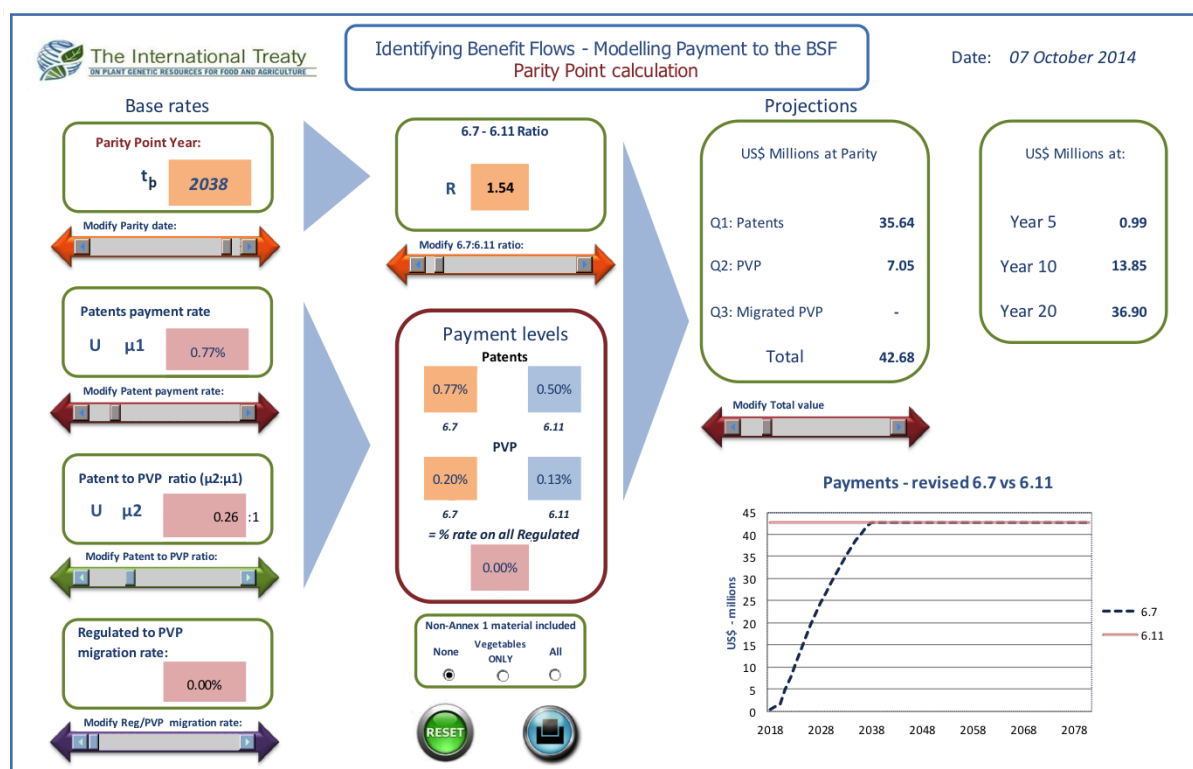 The International Treaty
ON PLANT GENETIC RESOURCES FOR FOOD AND AGRICULTURE
Identifying Benefit Flows - Modelling Payment to the BSF
Parity Point calculation
Date: 07 October 2014
Base rates
Parity Point Year:
tþ 2038
Modify Parity date:
Patents payment rate
U µ1 0.77%
Modify Patent payment rate:
Patent to PVP ratio (µ2:µ1)
U µ2 0.26 :1
Modify Patent to PVP ratio:
Regulated to PVP
migration rate:
0.00%
Modify Reg/PVP migration rate:
6.7 - 6.11 Ratio
R 1.54
Modify 6.7:6.11 ratio:
Payment levels
Patents
0.77% 0.50%
6.7 6.11
PVP
0.20% 0.13%
6.7 6.11
= % rate on all Regulated
0.00%
Non-Annex 1 material included
None Vegetables ONLY All
RESET
Projections
US$ Millions at Parity
Q1: Patents 35.64
Q2: PVP 7.05
Q3: Migrated PVP -
Total 42.68
Modify Total value
US$ Millions at:
Year 5 0.99
Year 10 13.85
Year 20 36.90
Payments - revised 6.7 vs 6.11
US$ - millions
45
40
35
30
25
20
15
10
5
0
2018 2028 2038 2048 2058 2068 2078
6.7
6.11